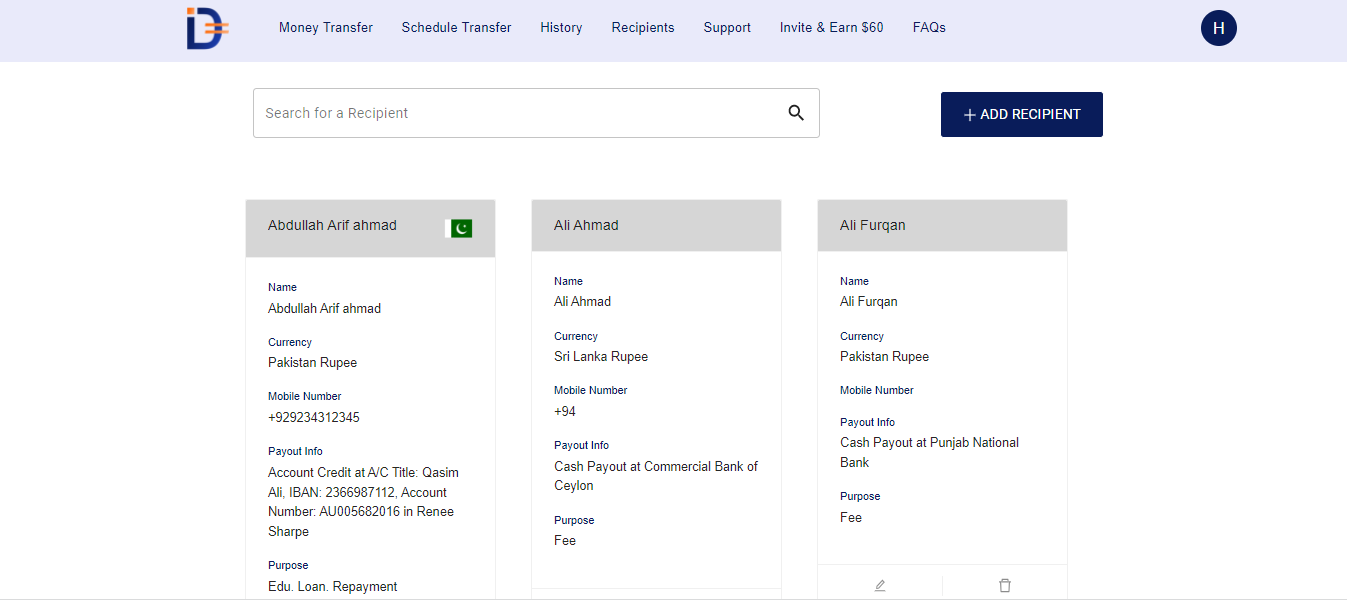 Money Transfer
Schedule Transfer
History
Recipients
Support
Invite & Earn $60
FAQs
H
Search for a Recipient
+ ADD RECIPIENT
Abdullah Arif ahmad
Name
Abdullah Arif ahmad
Currency
Pakistan Rupee
Mobile Number
+929234312345
Payout Info
Account Credit at A/C Title: Qasim
Ali, IBAN: 2366987112, Account
Number: AU005682016 in Renee
Sharpe
Purpose
Edu. Loan. Repayment
Ali Ahmad
Name
Ali Ahmad
Currency
Sri Lanka Rupee
Mobile Number
+94
Payout Info
Cash Payout at Commercial Bank of
Ceylon
Purpose
Fee
Ali Furqan
Name
Ali Furqan
Currency
Pakistan Rupee
Mobile Number
Payout Info
Cash Payout at Punjab National
Bank
Purpose
Fee